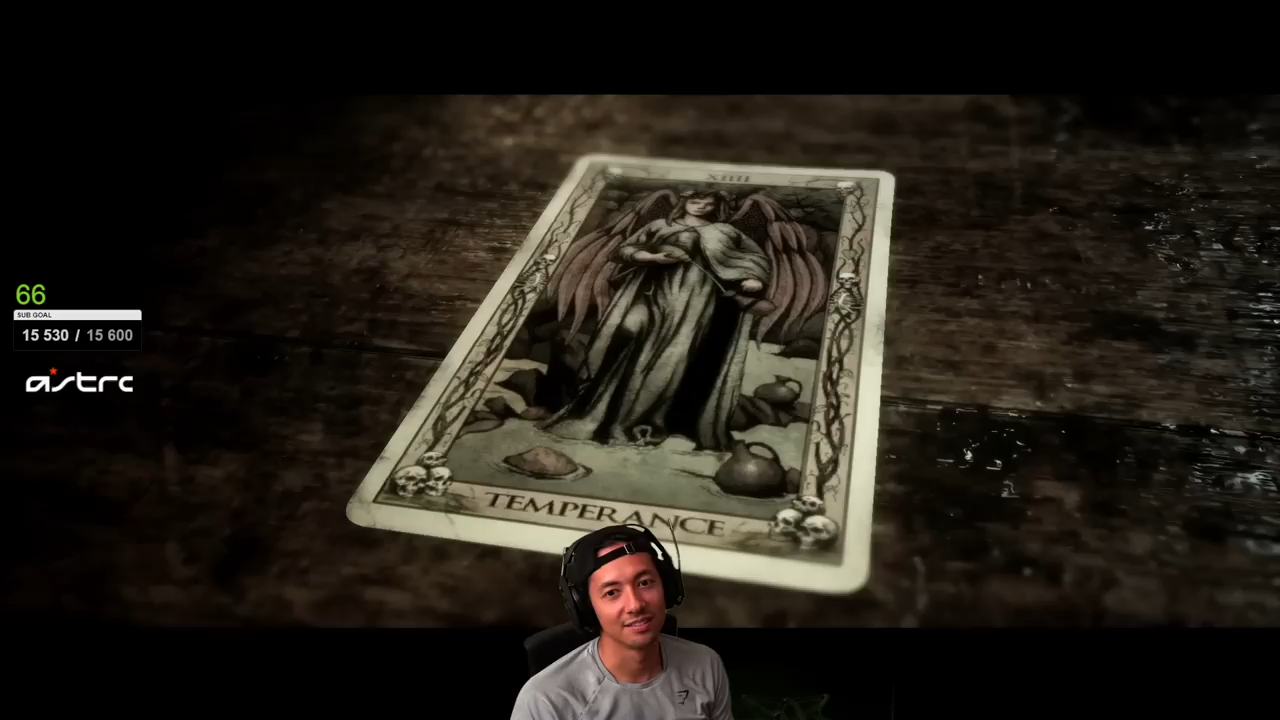 XIIII
66
SUB GOAL
15 530 / 15 600
astro
TEMPERANCE